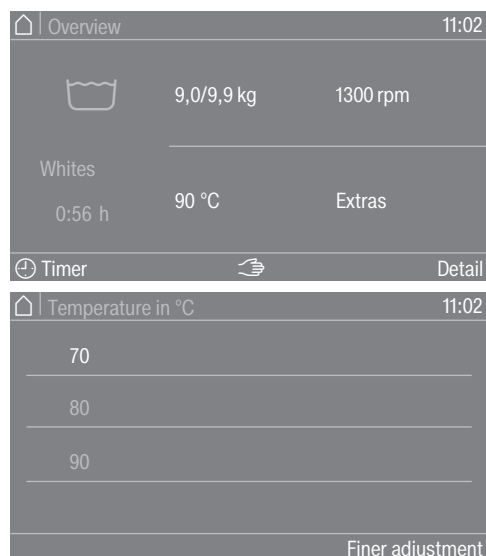 Overview 11:02
9,0/9,9 kg 1300 rpm
Whites
90 °C Extras
0:56 h
Timer Detail
Temperature in °C 11:02
70
80
90
Finer adjustment